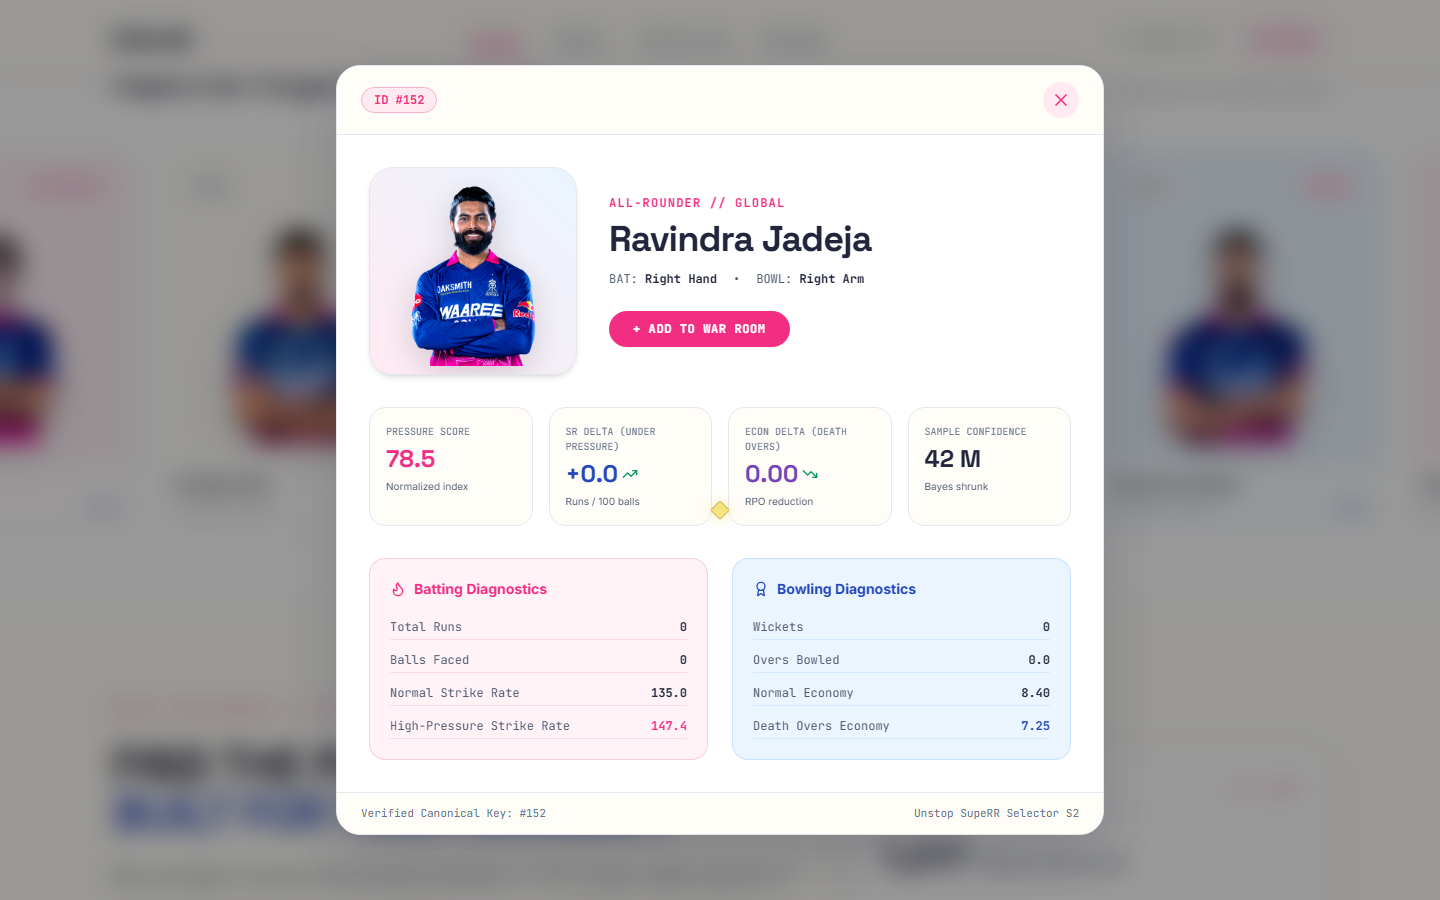 ID #152
ALL-ROUNDER // GLOBAL
Ravindra Jadeja
BAT: Right Hand • BOWL: Right Arm
+ ADD TO WAR ROOM
JAKSMITH
WAAREE
Red
PRESSURE SCORE
78.5
Normalized index
SR DELTA (UNDER
PRESSURE)
+0.0
Runs / 100 balls
ECON DELTA (DEATH
OVERS)
0.00
RPO reduction
SAMPLE CONFIDENCE
42 M
Bayes shrunk
Batting Diagnostics
Total Runs 0
Balls Faced 0
Normal Strike Rate 135.0
High-Pressure Strike Rate 147.4
Bowling Diagnostics
Wickets 0
Overs Bowled 0.0
Normal Economy 8.40
Death Overs Economy 7.25
Verified Canonical Key: #152
Unstop SupeRR Selector S2